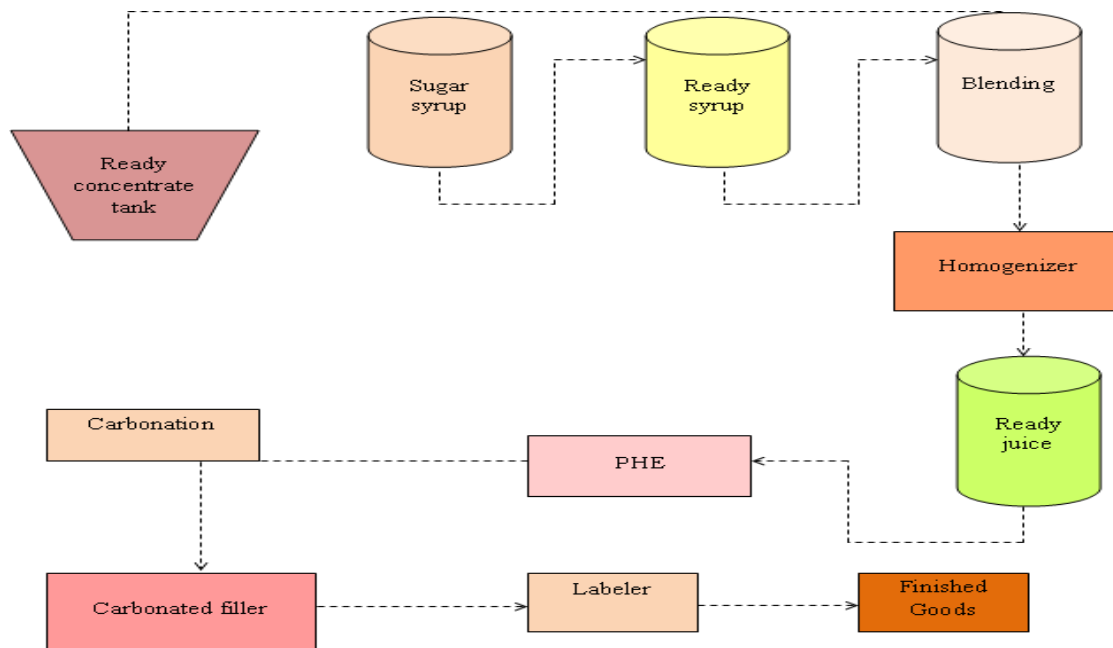 Sugar
syrup
Ready
syrup
Blending
Ready
concentrate
tank
Homogenizer
Ready
juice
Carbonation
PHE
Carbonated filler
Labeler
Finished
Goods